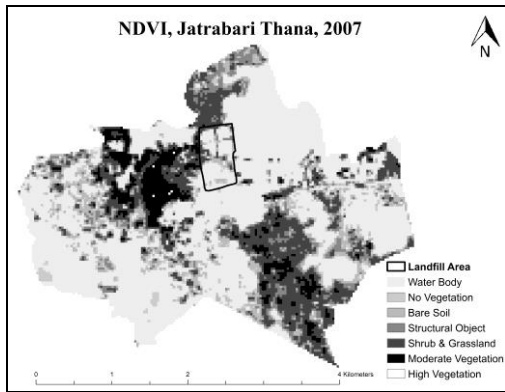 NDVI, Jatrabari Thana, 2007
N
Landfill Area
Water Body
No Vegetation
Bare Soil
Structural Object
Shrub & Grassland
Moderate Vegetation
High Vegetation
0 1 2 4 Kilometers